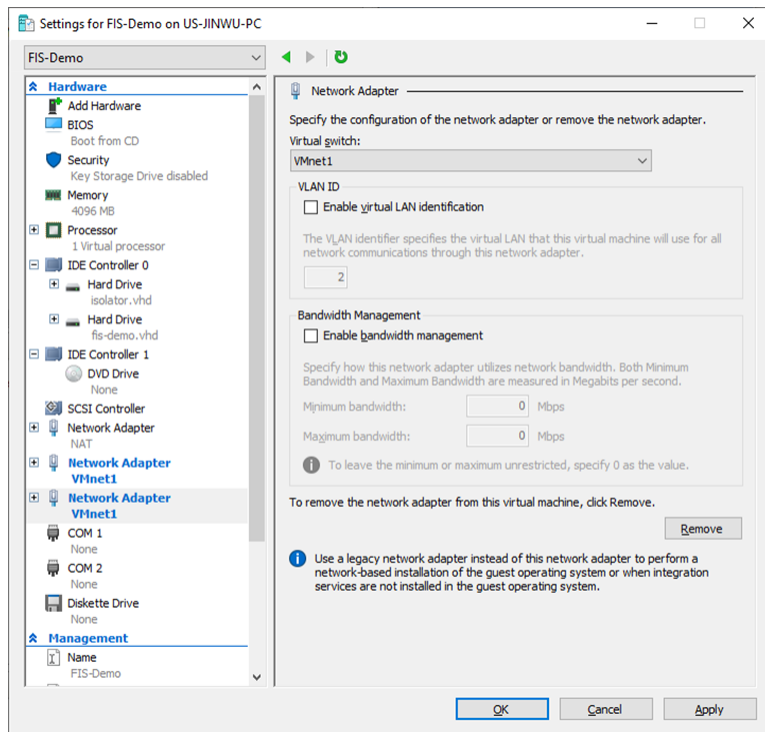 Settings for FIS-Demo on US-JINWU-PC
FIS-Demo
Hardware
Add Hardware
BIOS
Boot from CD
Security
Key Storage Drive disabled
Memory
4096 MB
Processor
1 Virtual processor
IDE Controller 0
Hard Drive
isolator.vhd
Hard Drive
fis-demo.vhd
IDE Controller 1
DVD Drive
None
SCSI Controller
Network Adapter
NAT
Network Adapter
VMnet1
Network Adapter
VMnet1
COM 1
None
COM 2
None
Diskette Drive
None
Management
Name
FIS-Demo
Network Adapter
Specify the configuration of the network adapter or remove the network adapter.
Virtual switch:
VMnet1
VLAN ID
Enable virtual LAN identification
The VLAN identifier specifies the virtual LAN that this virtual machine will use for all
network communications through this network adapter.
2
Bandwidth Management
Enable bandwidth management
Specify how this network adapter utilizes network bandwidth. Both Minimum
Bandwidth and Maximum Bandwidth are measured in Megabits per second.
Minimum bandwidth: 0 Mbps
Maximum bandwidth: 0 Mbps
To leave the minimum or maximum unrestricted, specify 0 as the value.
To remove the network adapter from this virtual machine, click Remove.
Remove
Use a legacy network adapter instead of this network adapter to perform a
network-based installation of the guest operating system or when integration
services are not installed in the guest operating system.
OK Cancel Apply